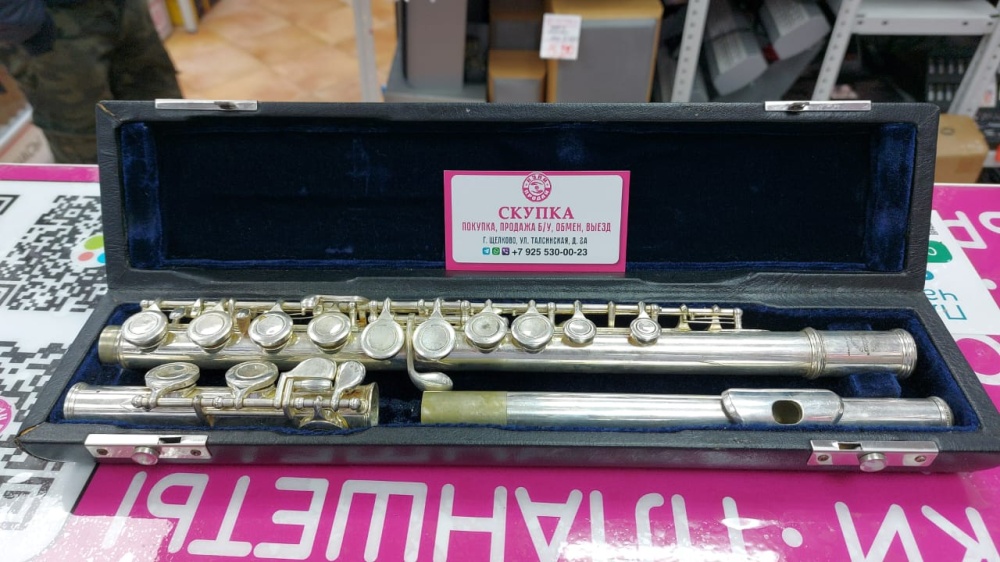 СКУПКА
ПОКУПКА, ПРОДАЖА Б/У, ОБМЕН, ВЫЕЗД
Г. ЩЕЛКОВО, УЛ. ТАЛСИНСКАЯ, Д. 2А
+7 925 530-00-23
КИ • ПЛАНШЕТЫ